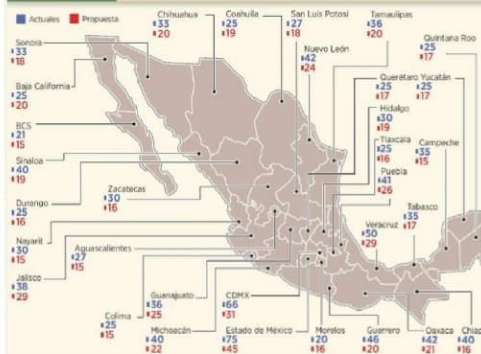 Actuales Propuesta
Chihuahua
33
20
Coahuila
25
19
San Luis Potosí
27
18
Tamaulipas
36
20
Quintana Roo
25
17
Sonora
33
18
Nuevo León
42
24
Baja California
25
20
Querétaro
25
17
Yucatán
25
17
BCS
21
15
Hidalgo
30
19
Sinaloa
40
19
Tlaxcala
25
16
Campeche
35
15
Zacatecas
30
16
Puebla
41
26
Durango
25
16
Tabasco
35
17
Nayarit
30
15
Aguascalientes
27
15
Veracruz
50
29
Jalisco
38
29
Guanajuato
36
25
CDMX
66
31
Colima
25
15
Michoacán
40
22
Estado de México
75
45
Morelos
20
16
Guerrero
46
20
Oaxaca
42
21
Chiap
40
16